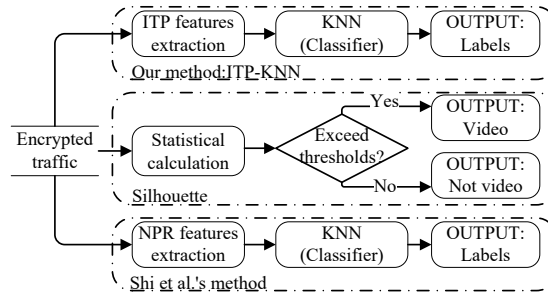 ITP features
extraction
KNN
(Classifier)
OUTPUT:
Labels
Our method:ITP-KNN
Encrypted
traffic
Statistical
calculation
Exceed
thresholds?
Yes
No
OUTPUT:
Video
OUTPUT:
Not video
Silhouette
NPR features
extraction
KNN
(Classifier)
OUTPUT:
Labels
Shi et al.'s method